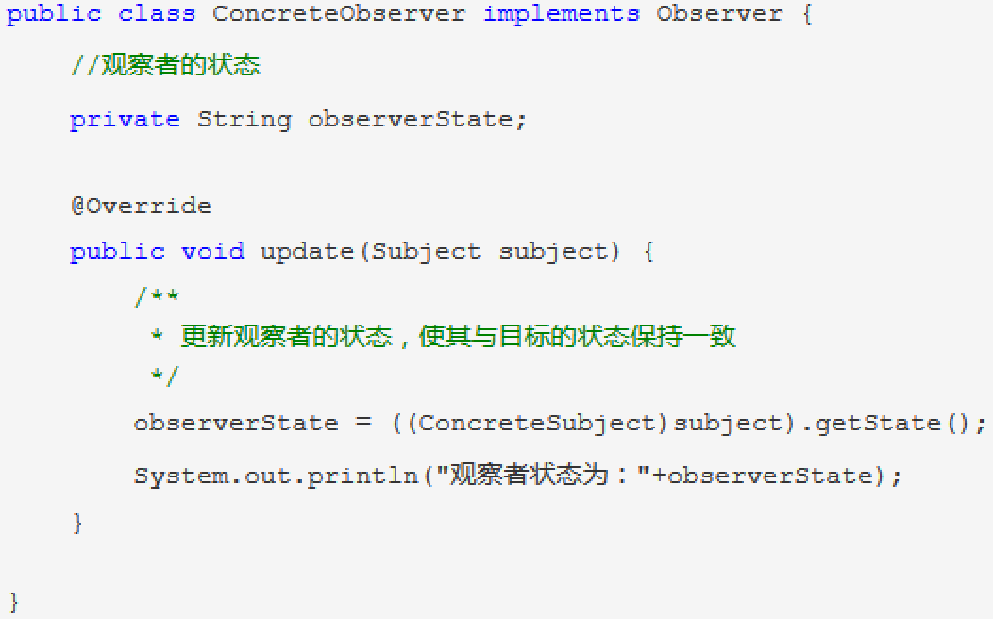 public class ConcreteObserver implements Observer {
//观察者的状态
private String observerState;
@Override
public void update(Subject subject) {
/**
* 更新观察者的状态，使其与目标的状态保持一致
*/
observerState = ((ConcreteSubject)subject).getState();
System.out.println("观察者状态为："+observerState);
}
}